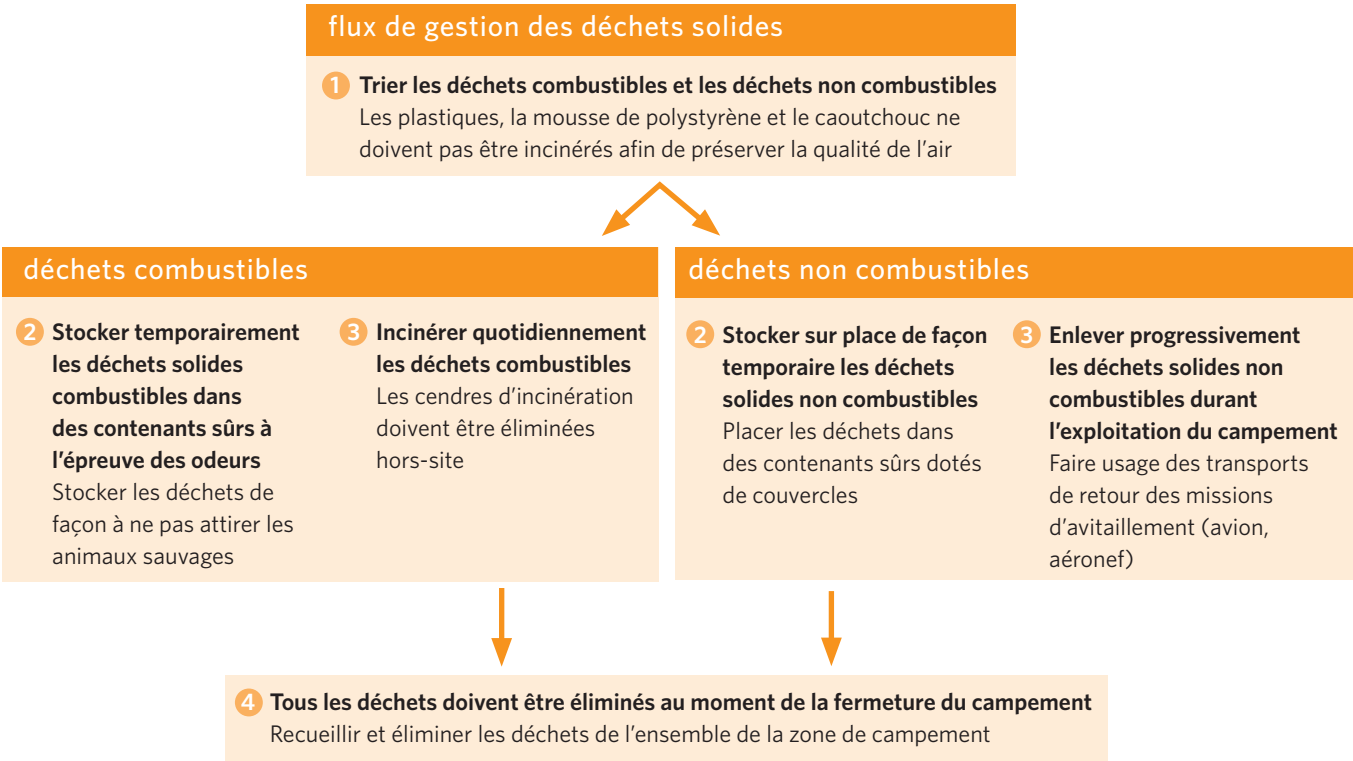 flux de gestion des déchets solides
1 Trier les déchets combustibles et les déchets non combustibles
Les plastiques, la mousse de polystyrène et le caoutchouc ne
doivent pas être incinérés afin de préserver la qualité de l’air
déchets combustibles
2 Stocker temporairement
les déchets solides
combustibles dans
des contenants sûrs à
l’épreuve des odeurs
Stocker les déchets de
façon à ne pas attirer les
animaux sauvages
3 Incinérer quotidiennement
les déchets combustibles
Les cendres d’incinération
doivent être éliminées
hors-site
déchets non combustibles
2 Stocker sur place de façon
temporaire les déchets
solides non combustibles
Placer les déchets dans
des contenants sûrs dotés
de couvercles
3 Enlever progressivement
les déchets solides non
combustibles durant
l’exploitation du campement
Faire usage des transports
de retour des missions
d’avitaillement (avion,
aéronef)
4 Tous les déchets doivent être éliminés au moment de la fermeture du campement
Recueillir et éliminer les déchets de l’ensemble de la zone de campement